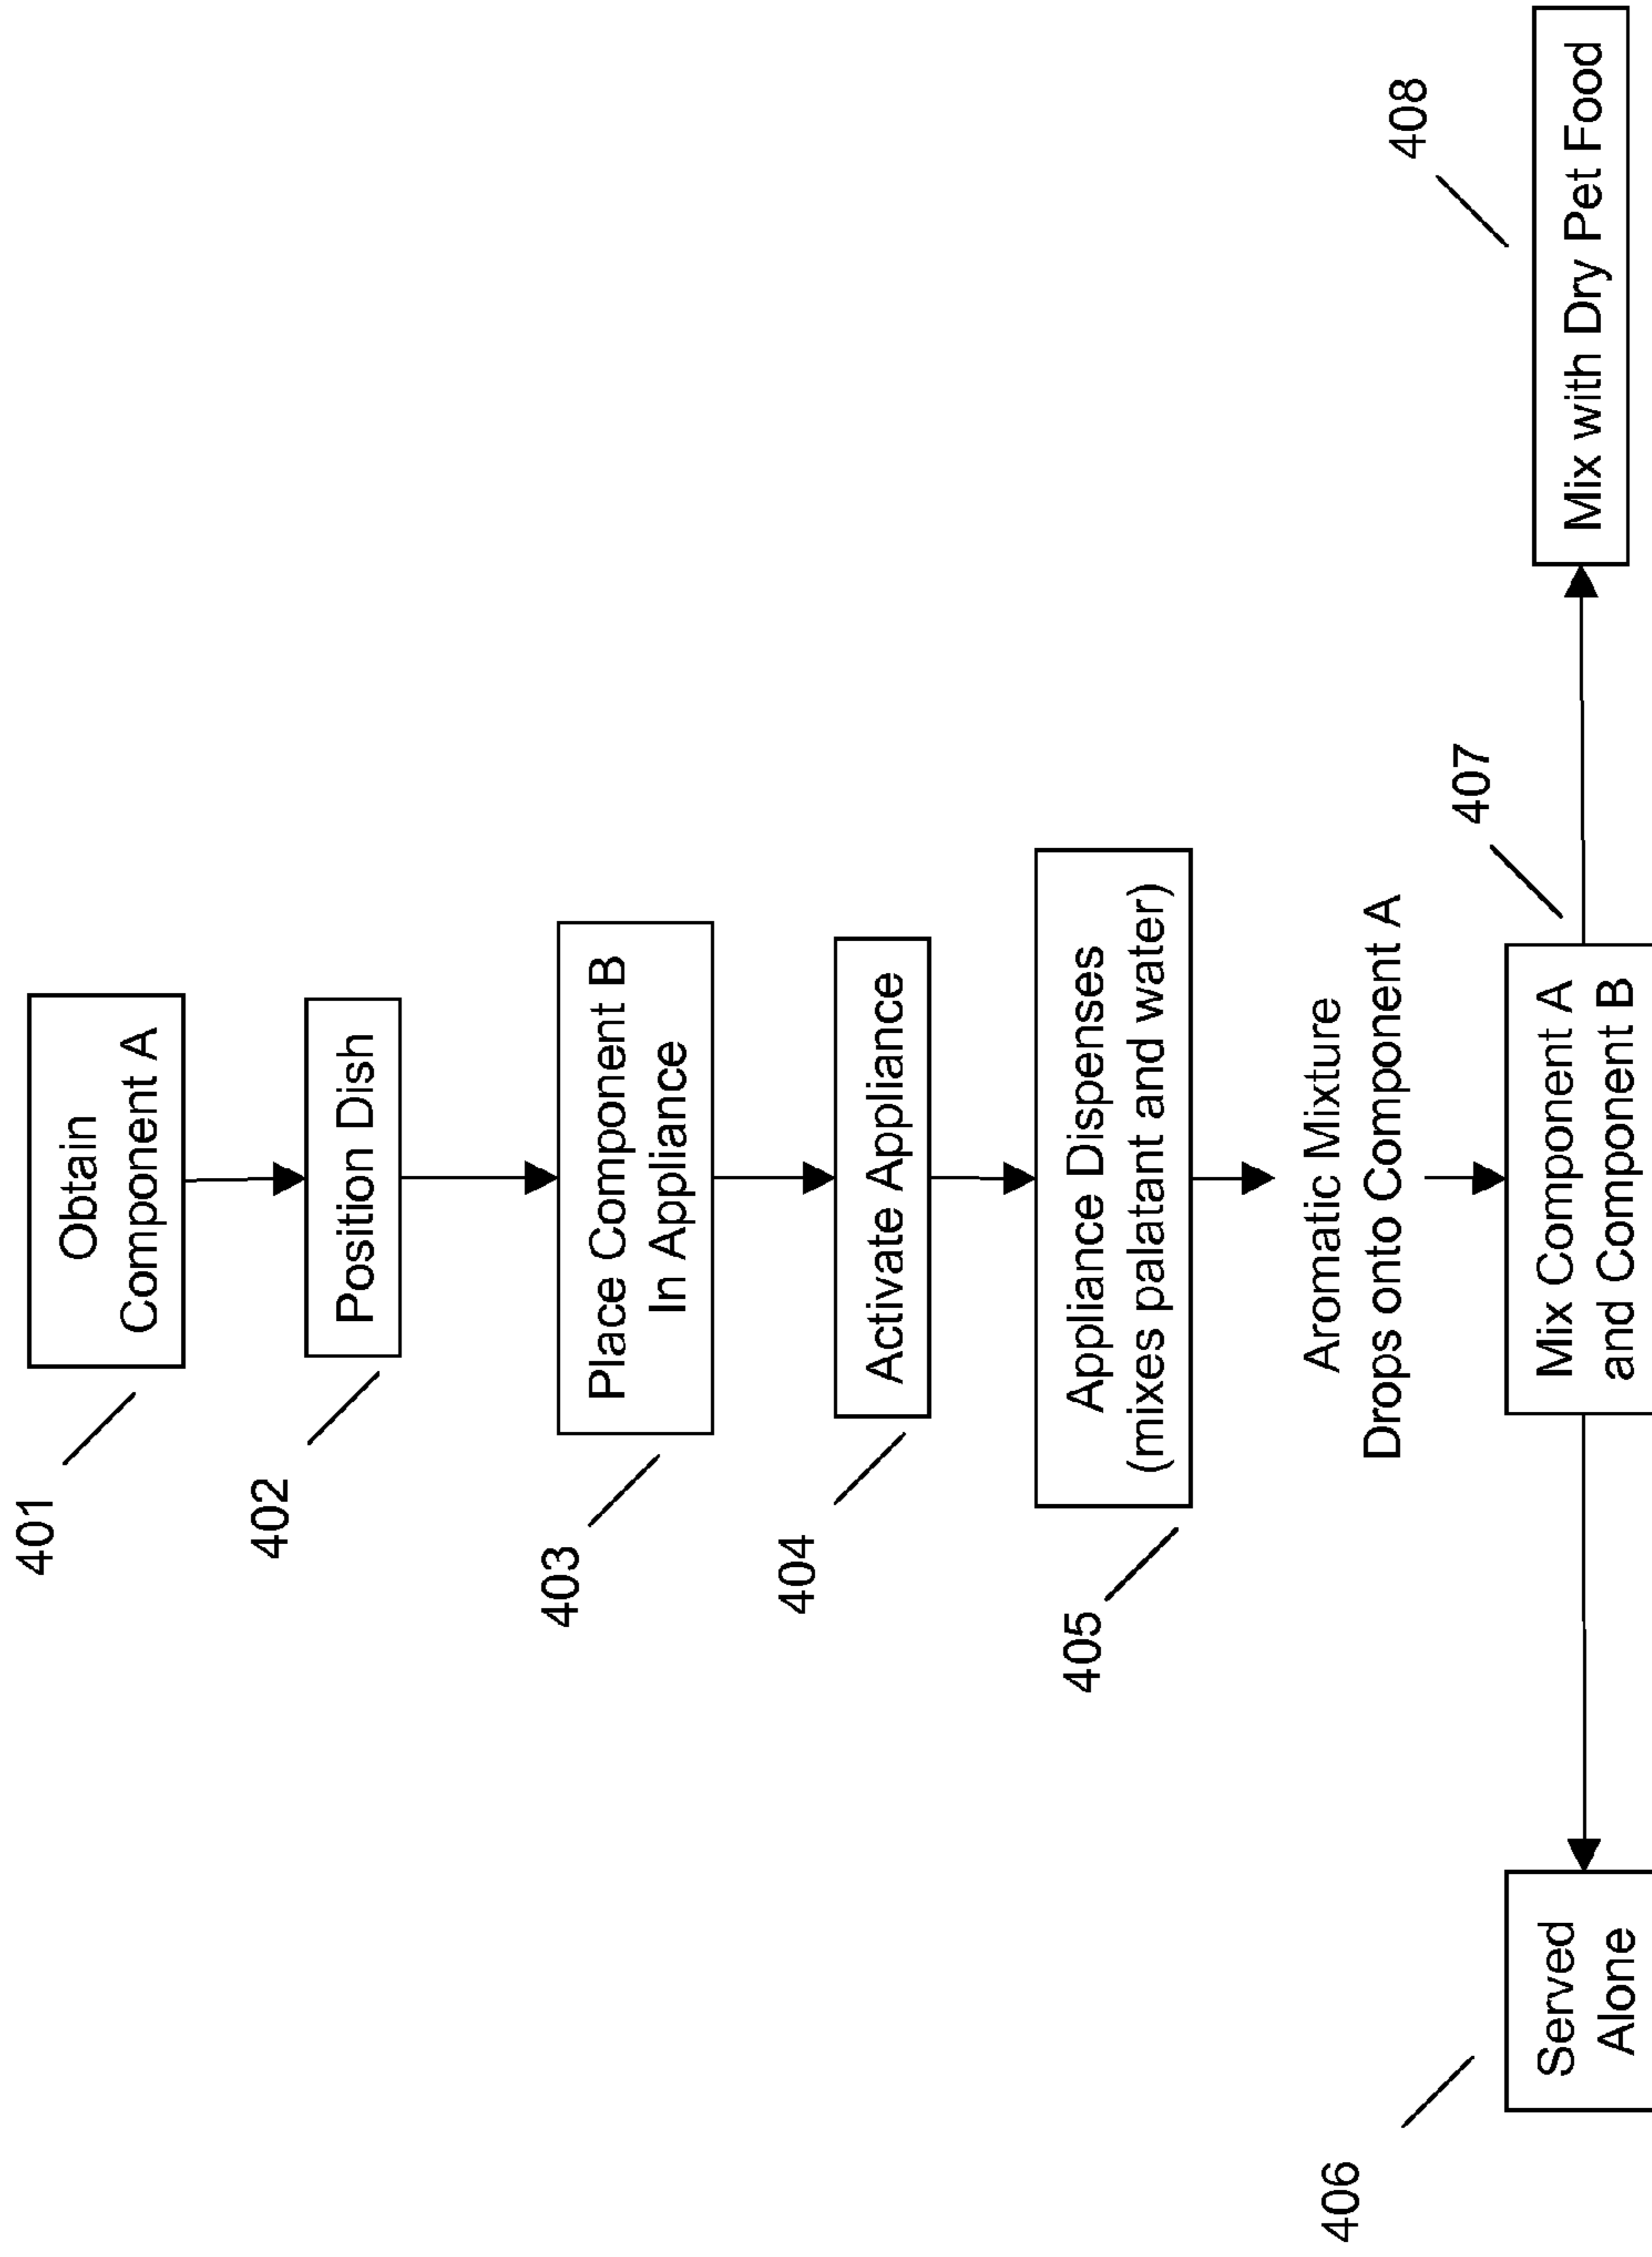 401
Obtain
Component A
402
Position Dish
403
Place Component B
In Appliance
404
Activate Appliance
405
Appliance Dispenses
(mixes palatant and water)
Aromatic Mixture
Drops onto Component A
406
Served
Alone
407
Mix Component A
and Component B
408
Mix with Dry Pet Food